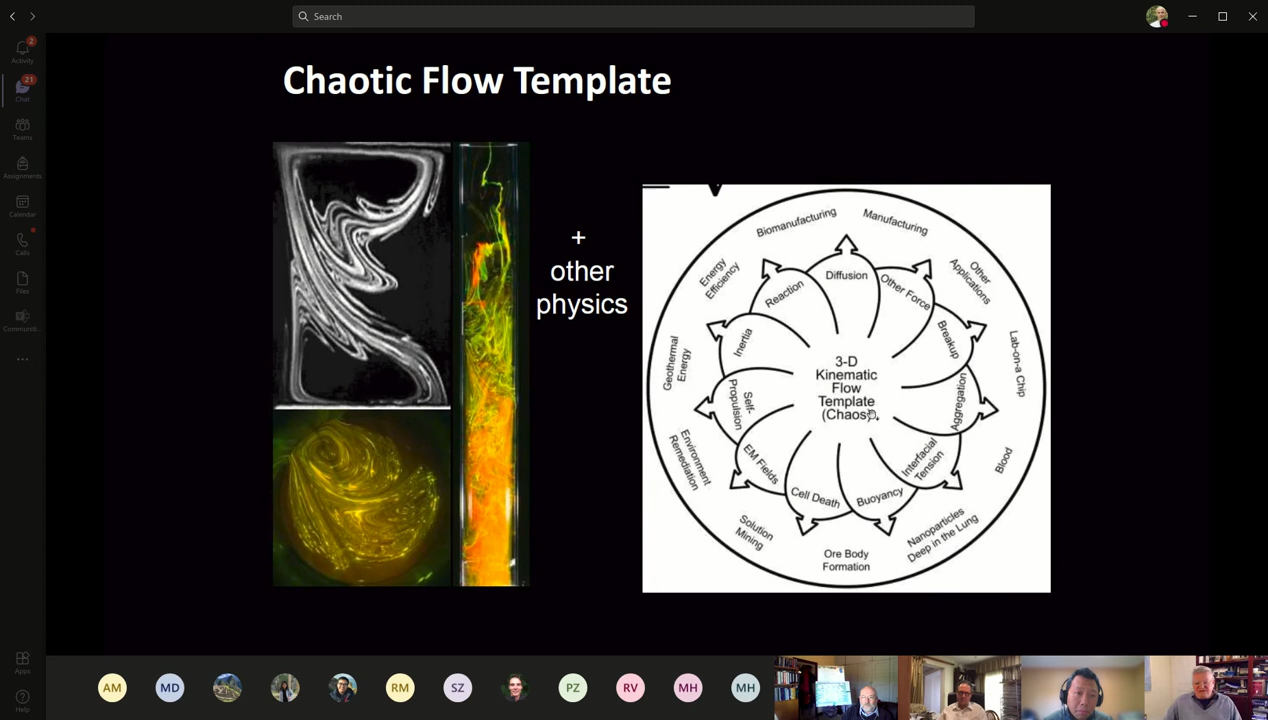 Search
2
Activity
21
Chat
Teams
Assignments
Calendar
Calls
Files
Communiti...
...
Apps
Help
Chaotic Flow Template
+
other
physics
Biomanufacturing
Manufacturing
Other
Applications
Lab-on-a Chip
Blood
Nanoparticles
Deep in the Lung
Ore Body
Formation
Solution
Mining
Environment
Remediation
Geothermal
Energy
Energy
Efficiency
Diffusion
Other Force
Breakup
Aggregation
Interfacial
Tension
Buoyancy
Cell Death
EM Fields
Self-
Propulsion
Inertia
Reaction
3-D
Kinematic
Flow
Template
(Chaos)
AM
MD
RM
SZ
PZ
RV
MH
MH